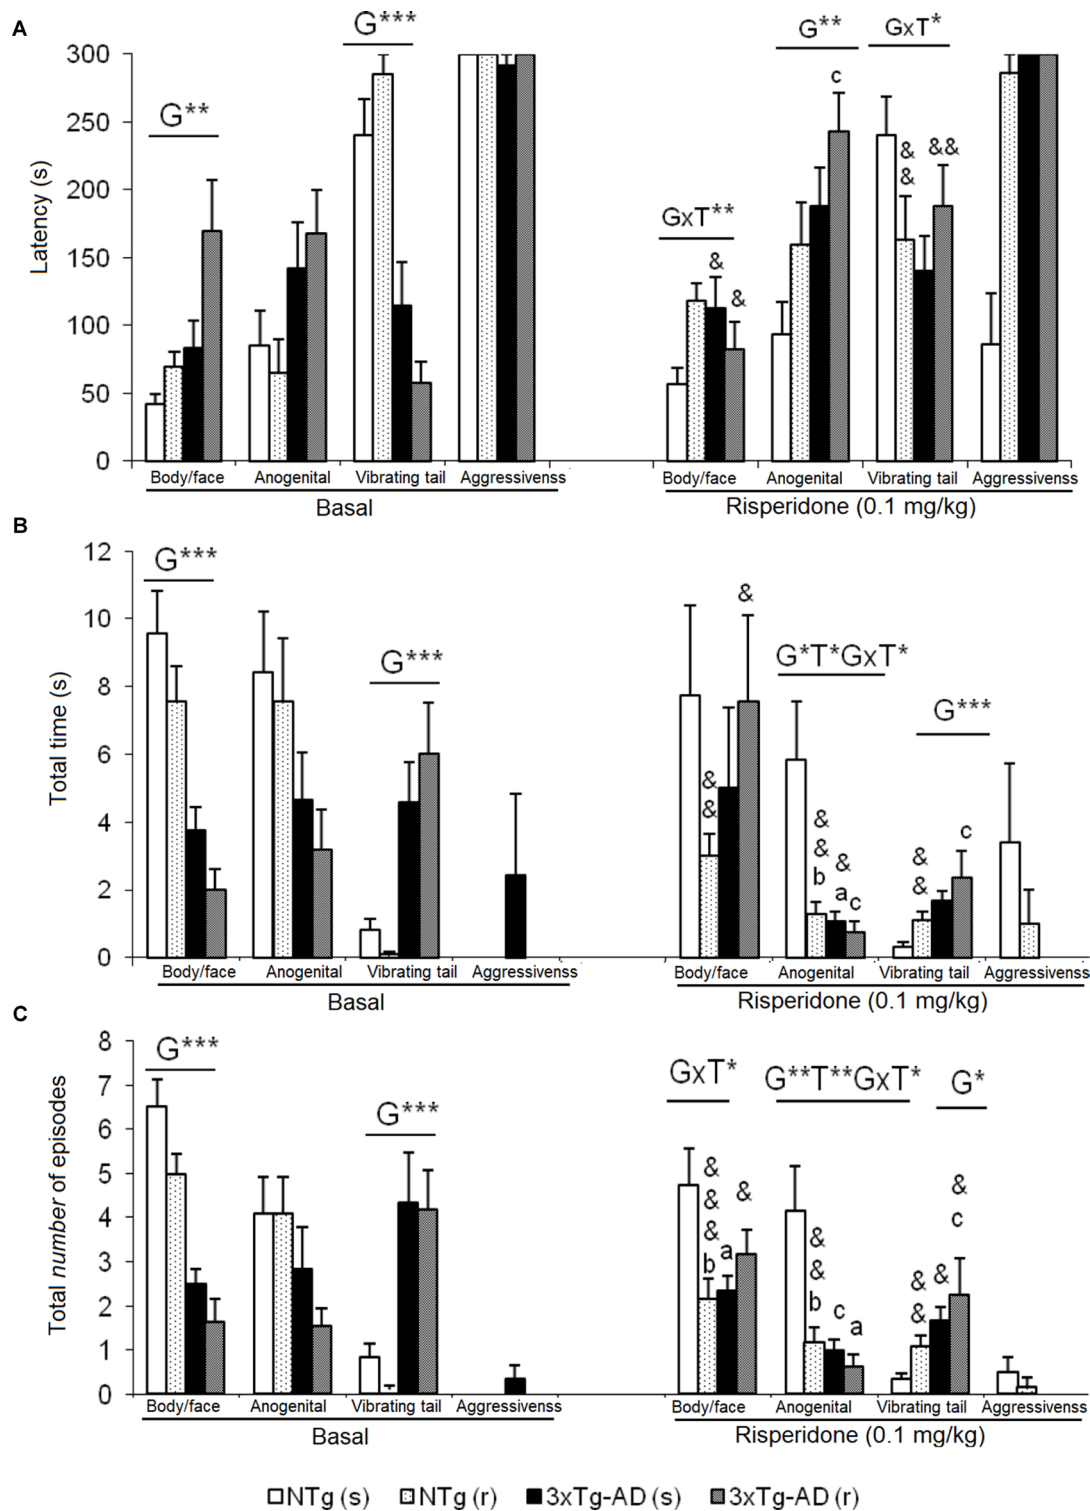 A
G***
G**
GxT*
300
250
200
150
100
50
0
Latency (s)
G**
c
&
&
&&
GxT**
&
&
Body/face Anogenital Vibrating tail Aggressivenss
Basal
Body/face Anogenital Vibrating tail Aggressivenss
Risperidone (0.1 mg/kg)
B
12
10
8
6
4
2
0
Total time (s)
G***
G***
&
G*T*GxT*
G***
&
&
&
&
b
&
a
c
&
&
c
Body/face Anogenital Vibrating tail Aggressivenss
Basal
Body/face Anogenital Vibrating tail Aggressivenss
Risperidone (0.1 mg/kg)
C
8
7
6
5
4
3
2
1
0
Total number of episodes
G***
G***
GxT*
G**T**GxT*
G*
&
&
&
b
a
&
&
&
b
c
a
&
&
&
&
c
Body/face Anogenital Vibrating tail Aggressivenss
Basal
Body/face Anogenital Vibrating tail Aggressivenss
Risperidone (0.1 mg/kg)
NTg (s) NTg (r) 3xTg-AD (s) 3xTg-AD (r)